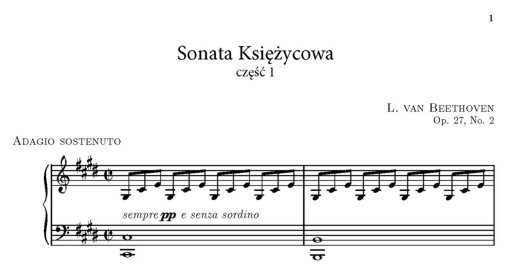 1
Sonata Księżycowa
część 1
L. van Beethoven
Op. 27, No. 2
Adagio sostenuto
sempre pp e senza sordino